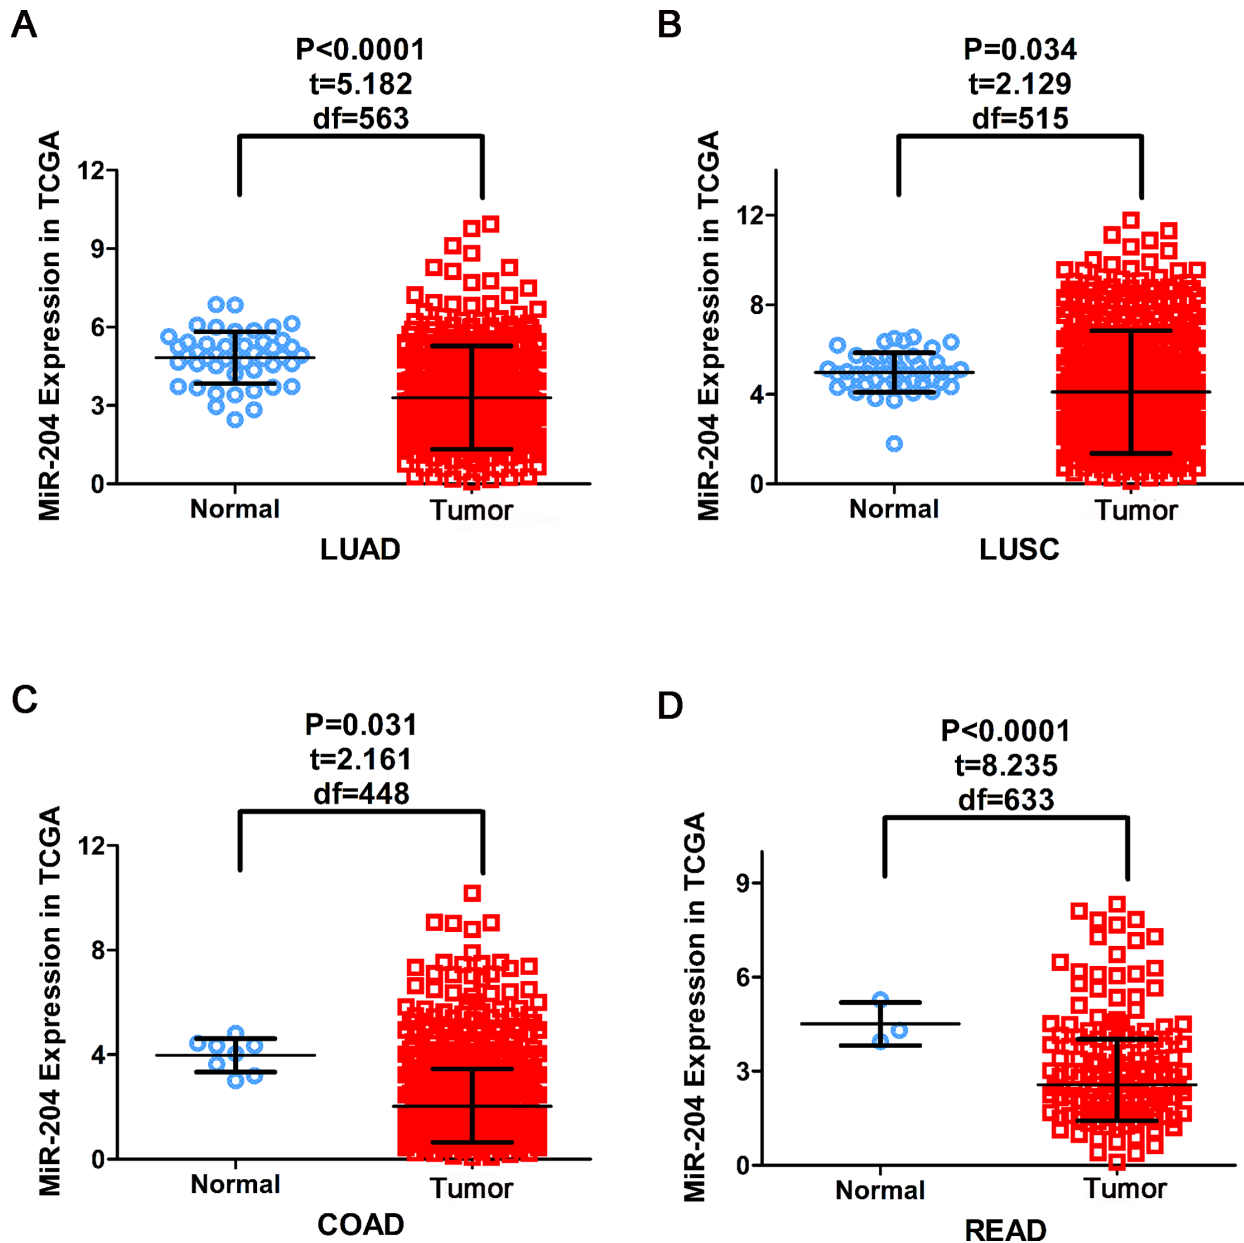 A
P<0.0001
t=5.182
df=563
MiR-204 Expression in TCGA
12
9
6
3
0
Normal
Tumor
LUAD
B
P=0.034
t=2.129
df=515
MiR-204 Expression in TCGA
12
8
4
0
Normal
Tumor
LUSC
C
P=0.031
t=2.161
df=448
MiR-204 Expression in TCGA
12
8
4
0
Normal
Tumor
COAD
D
P<0.0001
t=8.235
df=633
MiR-204 Expression in TCGA
9
6
3
0
Normal
Tumor
READ